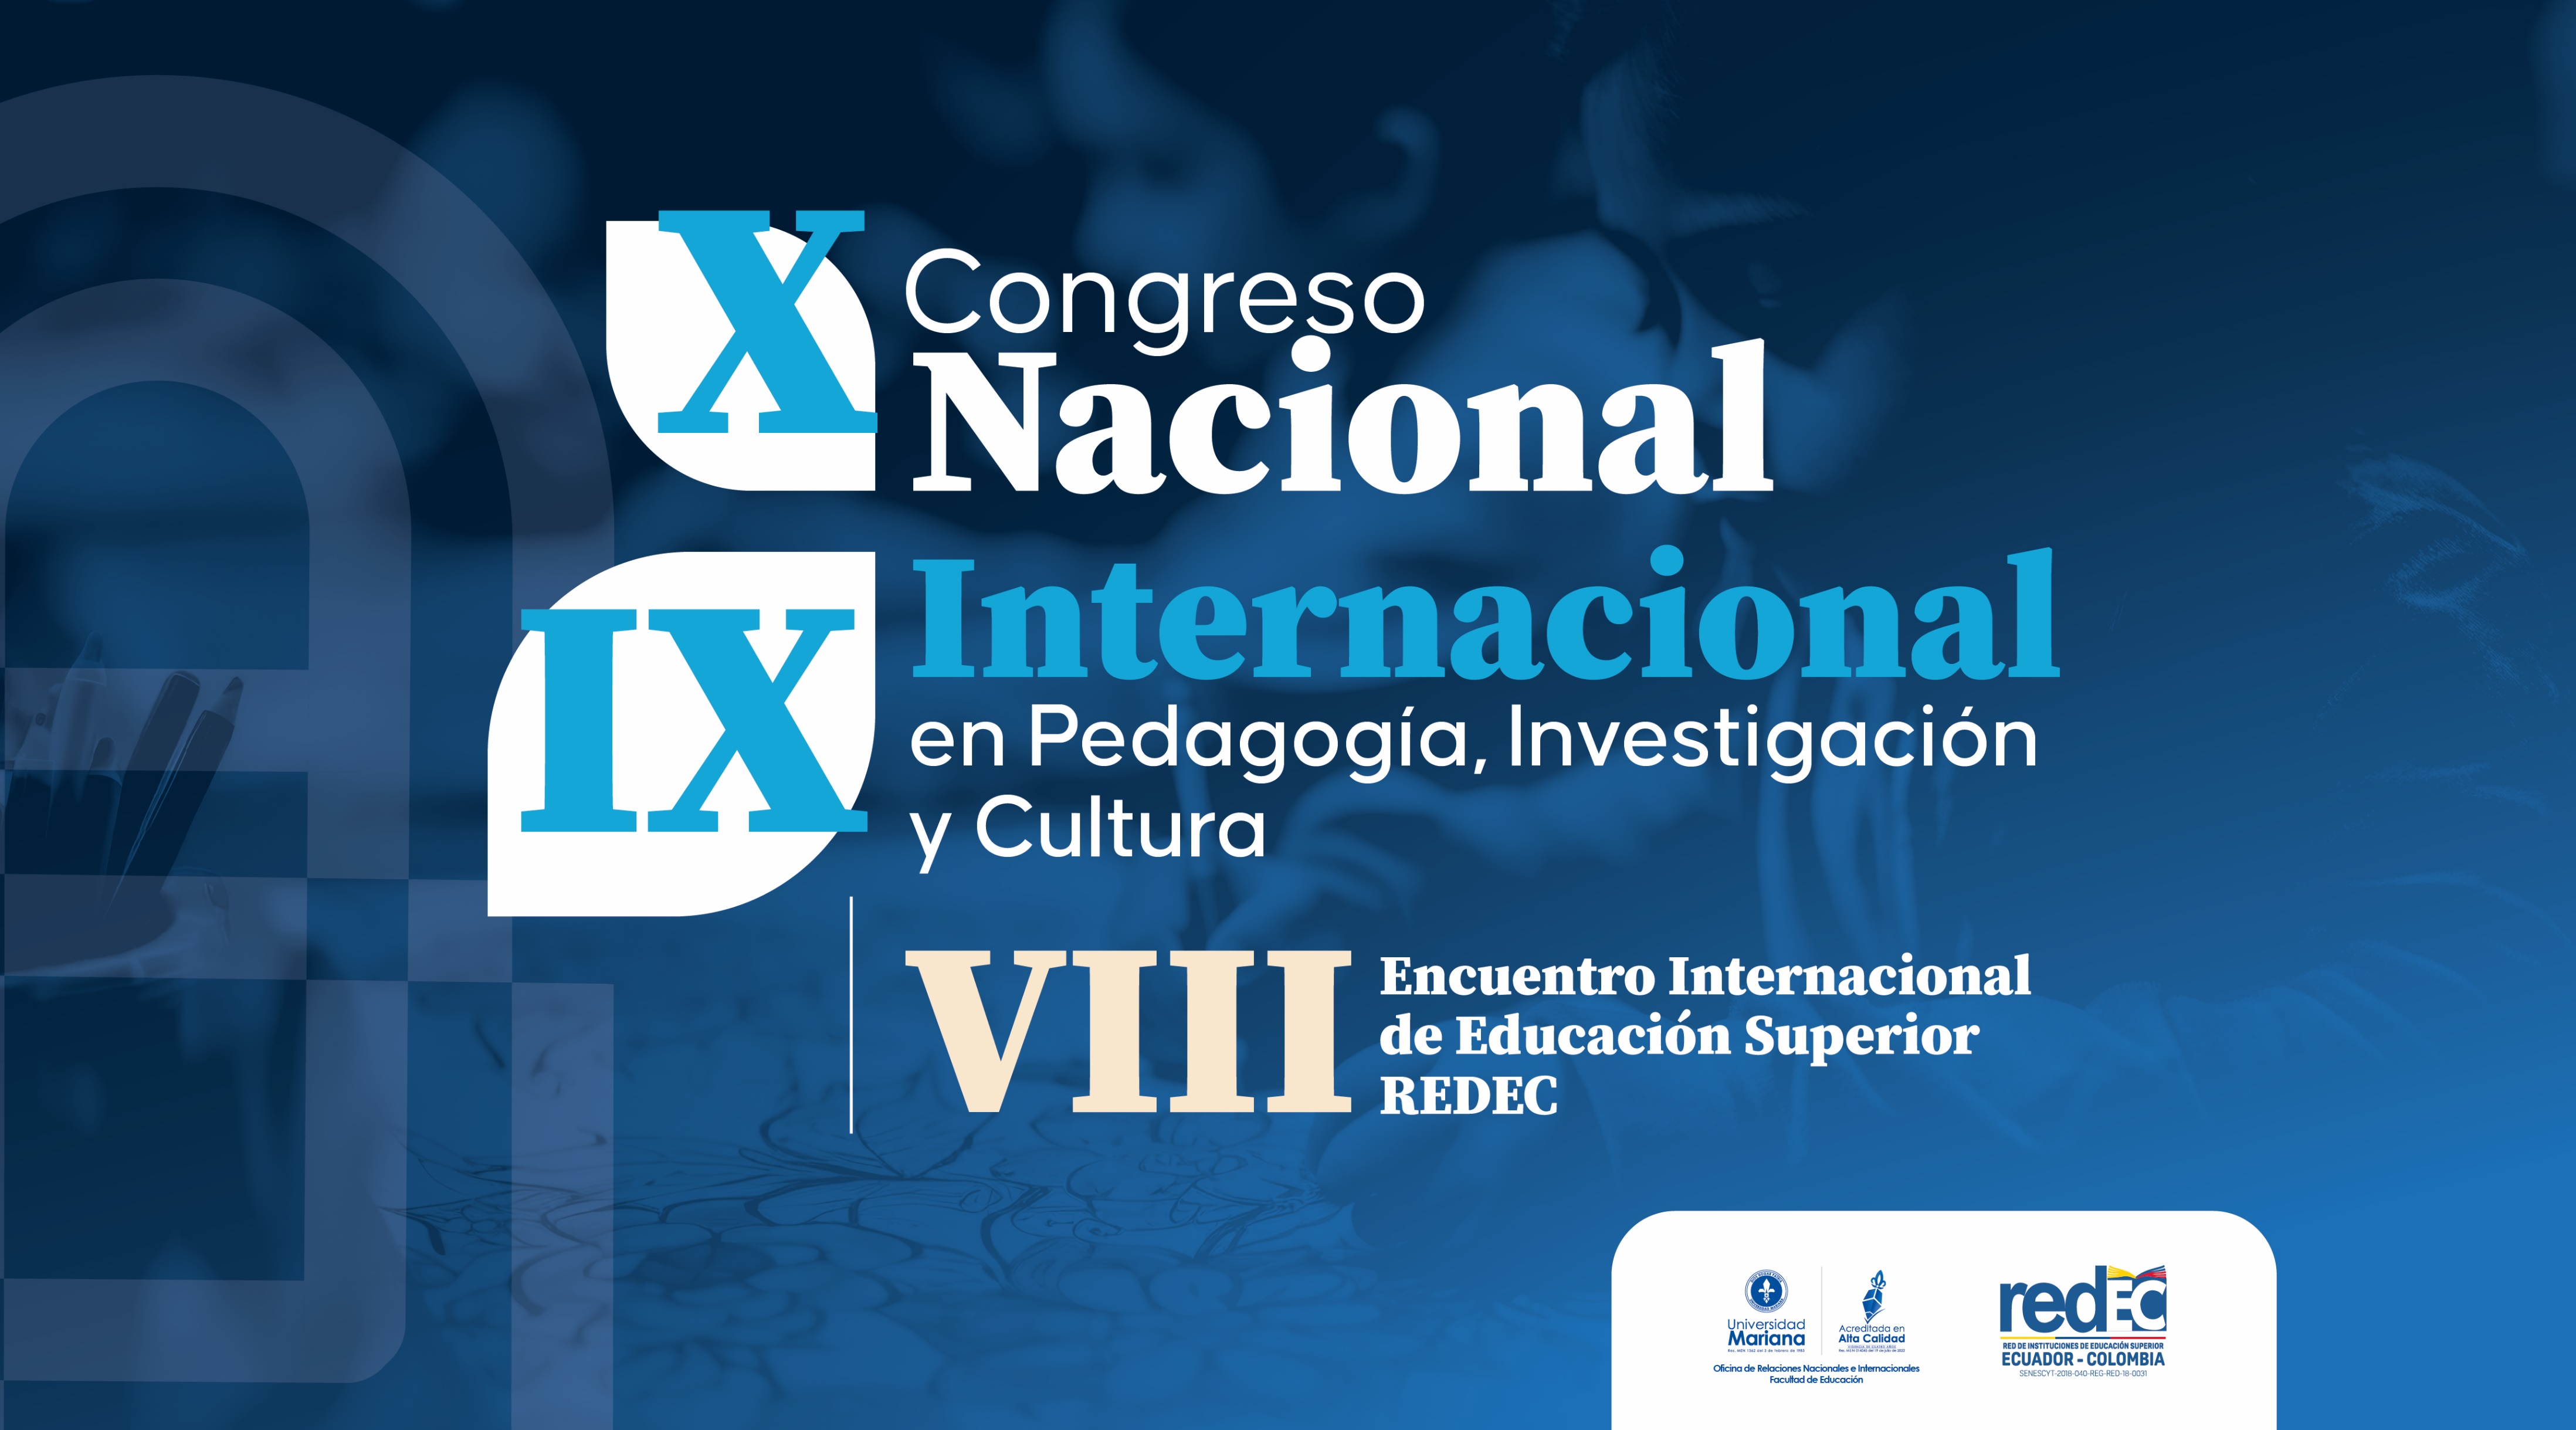 X
Congreso
Nacional
IX
Internacional
en Pedagogía, Investigación
y Cultura
VIII
Encuentro Internacional
de Educación Superior
REDEC
Universidad
Mariana
Acreditada en
Alta Calidad
Oficina de Relaciones Nacionales e Internacionales
Facultad de Educación
redEC
RED DE INSTITUCIONES DE EDUCACIÓN SUPERIOR
ECUADOR - COLOMBIA
SENESCYT-2018-040-REG-RED-18-0031